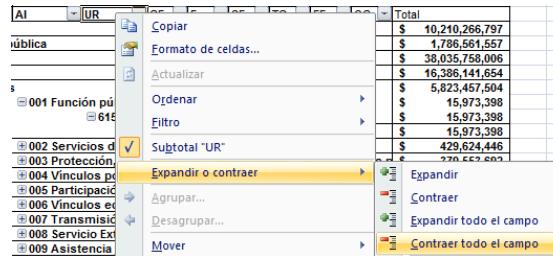 AI UR Total
Copiar
Formato de celdas...
Actualizar
Ordenar
Filtro
Subtotal "UR"
Expandir o contraer
Agrupar...
Desagrupar...
Mover
Expandir
Contraer
Expandir todo el campo
Contraer todo el campo
ública
001 Función pú
615
002 Servicios d
003 Protección,
004 Vínculos po
005 Participació
006 Vínculos ec
007 Transmisió
008 Servicio Ext
009 Asistencia
$ 10,210,266,797
$ 1,786,561,557
$ 38,035,758,006
$ 16,386,141,654
$ 5,823,457,504
$ 15,973,398
$ 15,973,398
$ 15,973,398
$ 429,624,446